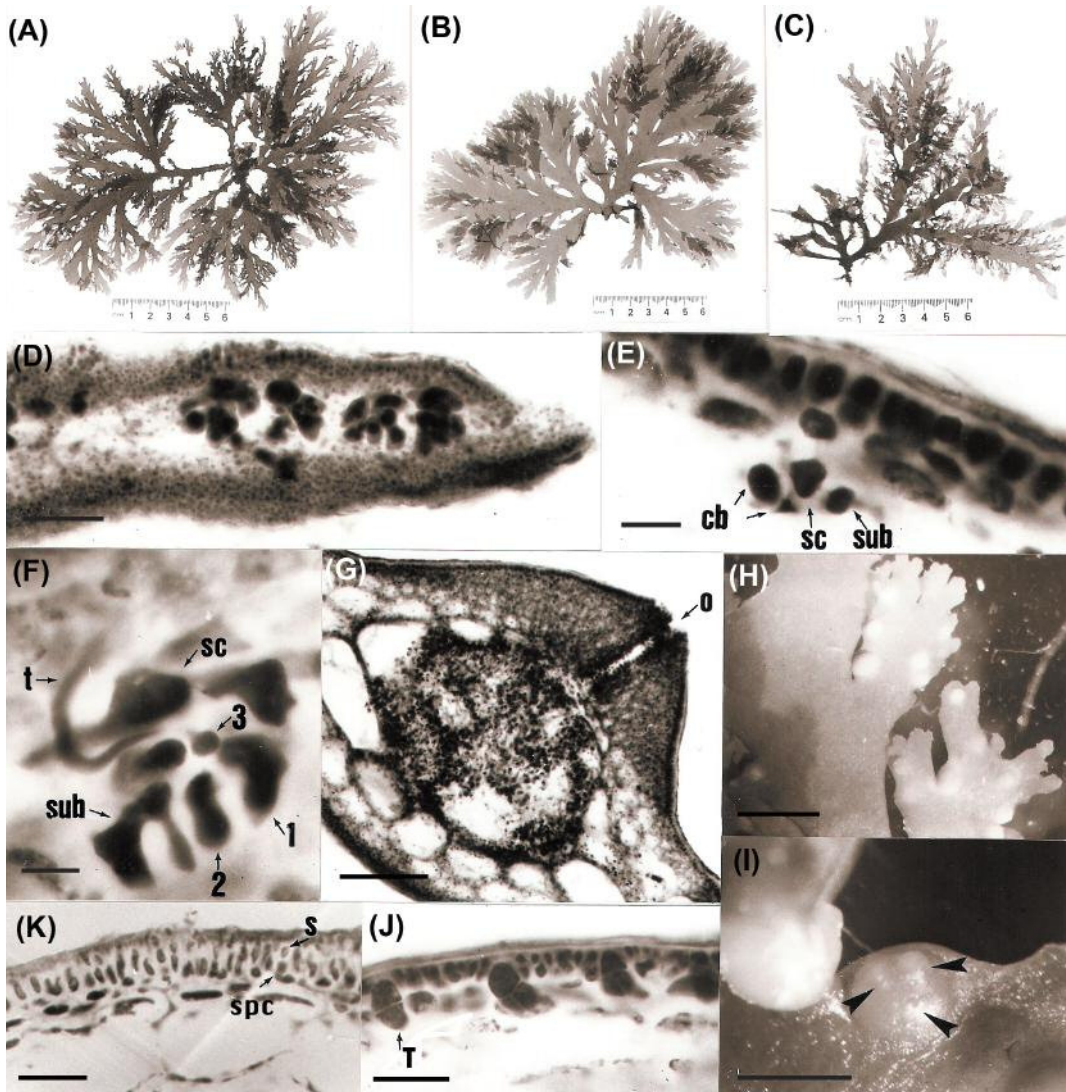 (A)
(B)
(C)
cm 1 2 3 4 5 6
cm 1 2 3 4 5 6
cm 1 2 3 4 5 6
(D)
(E)
cb
sc
sub
(F)
sc
t
3
sub
1
2
(G)
o
(H)
(K)
s
spc
(J)
T
(I)